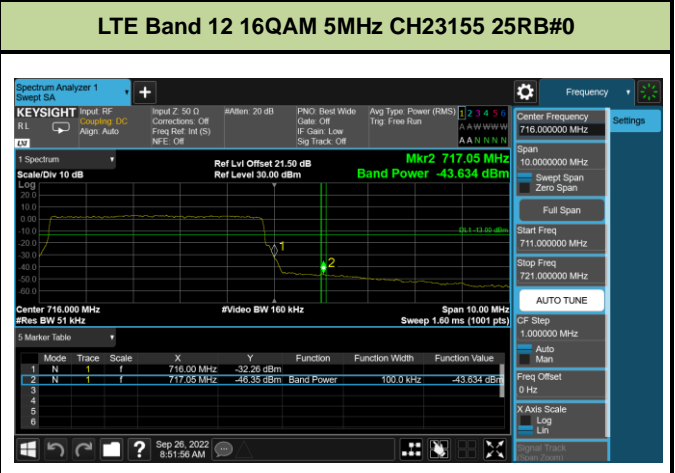 LTE Band 12 16QAM 5MHz CH23155 25RB#0
Spectrum Analyzer 1
Swept SA
Frequency
KEYSIGHT
RL
LXI
Input: RF
Coupling: DC
Align: Auto
Input Z: 50 Ω
Corrections: Off
Freq Ref: Int (S)
NFE: Off
#Atten: 20 dB
PNO: Best Wide
Gate: Off
IF Gain: Low
Sig Track: Off
Avg Type: Power (RMS)
Trig: Free Run
1 2 3 4 5 6
A A W W W W
A A N N N N
1 Spectrum
Scale/Div 10 dB
Ref Lvl Offset 21.50 dB
Ref Level 30.00 dBm
Mkr2 717.05 MHz
Band Power -43.634 dBm
Log
20.0
10.0
0.00
-10.0
-20.0
-30.0
-40.0
-50.0
-60.0
DL1 -13.00 dBm
1
2
Center 716.000 MHz
#Video BW 160 kHz
Span 10.00 MHz
#Res BW 51 kHz
Sweep 1.60 ms (1001 pts)
5 Marker Table
Mode Trace Scale X Y Function Function Width Function Value
1 N 1 f 716.00 MHz -32.26 dBm
2 N 1 f 717.05 MHz -46.35 dBm Band Power 100.0 kHz -43.634 dBm
3
4
5
6
Sep 26, 2022
8:51:56 AM
Center Frequency
716.000000 MHz
Settings
Span
10.0000000 MHz
Swept Span
Zero Span
Full Span
Start Freq
711.000000 MHz
Stop Freq
721.000000 MHz
AUTO TUNE
CF Step
1.000000 MHz
Auto
Man
Freq Offset
0 Hz
X Axis Scale
Log
Lin
Signal Track
(Span Zoom)